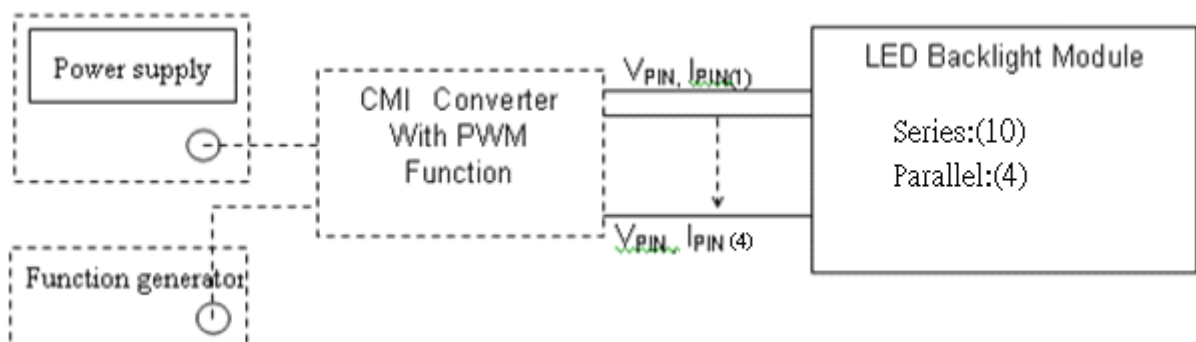 Power supply
CMI Converter
With PWM
Function
VPIN, IPIN(1)
VPIN, IPIN (4)
LED Backlight Module
Series:(10)
Parallel:(4)
Function generator